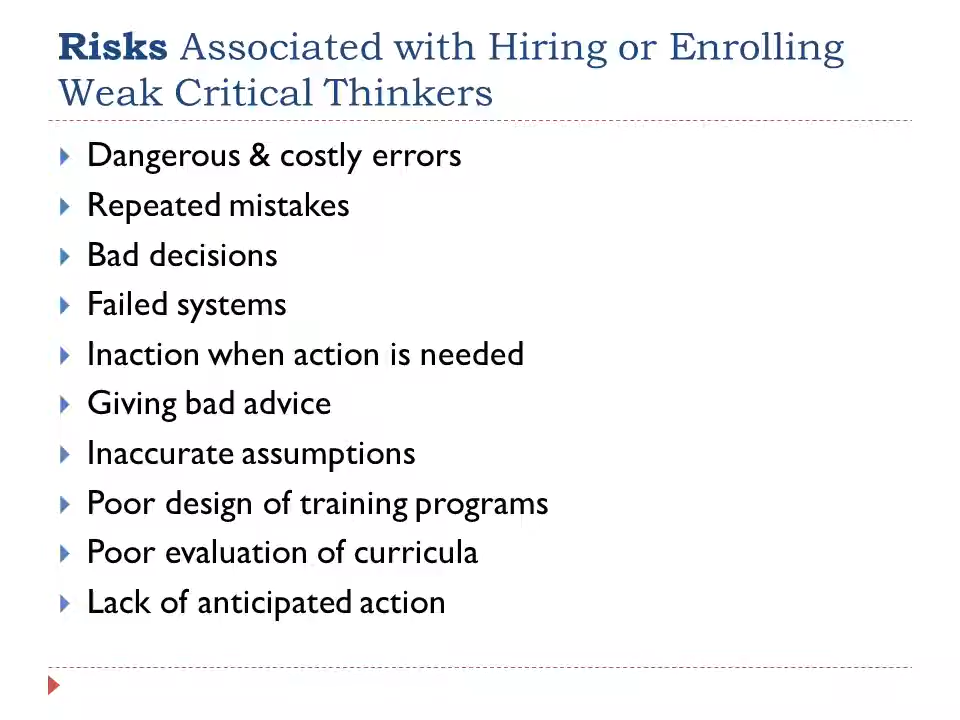 Risks Associated with Hiring or Enrolling
Weak Critical Thinkers
Dangerous & costly errors
Repeated mistakes
Bad decisions
Failed systems
Inaction when action is needed
Giving bad advice
Inaccurate assumptions
Poor design of training programs
Poor evaluation of curricula
Lack of anticipated action